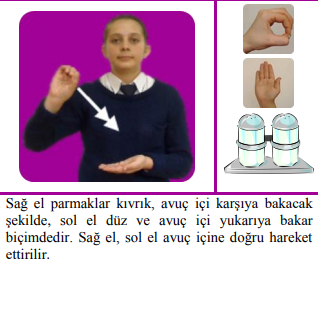 Sağ el parmaklar kıvrık, avuç içi karşıya bakacak
şekilde, sol el düz ve avuç içi yukarıya bakar
biçimdedir. Sağ el, sol el avuç içine doğru hareket
ettirilir.